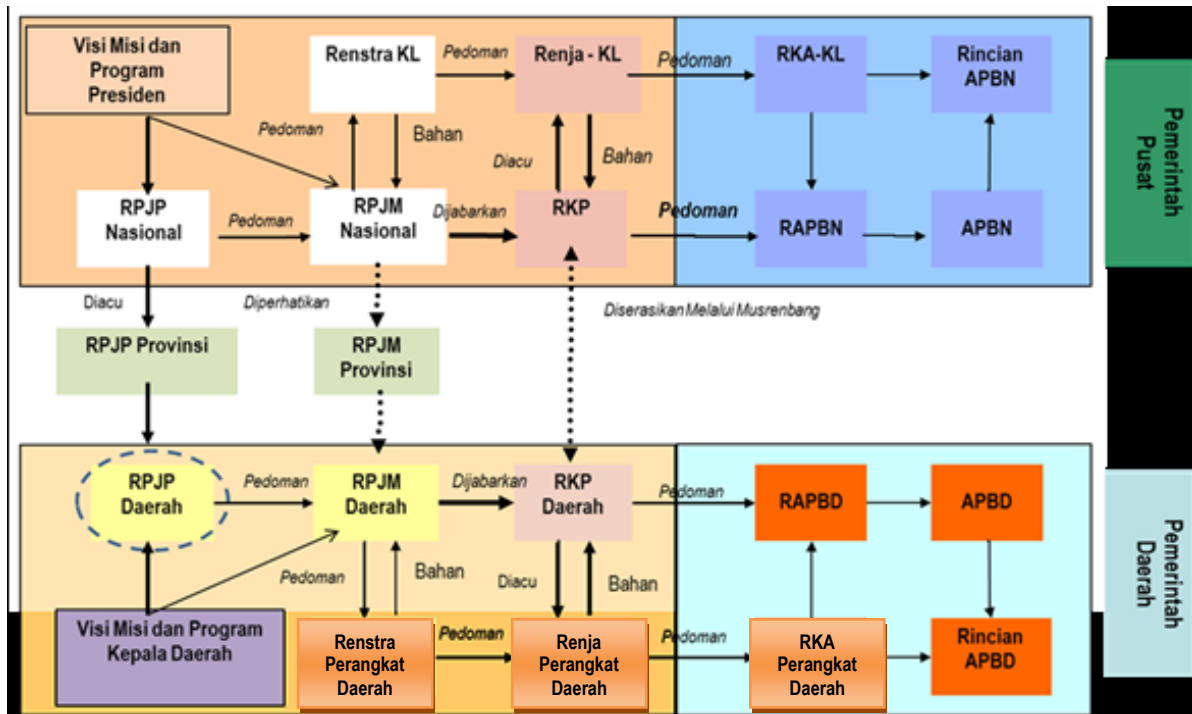 Visi Misi dan
Program
Presiden
Renstra KL
Pedoman
Renja - KL
Pedoman
RKA-KL
Rincian
APBN
Pedoman
Bahan
Diacu
Bahan
RPJP
Nasional
Pedoman
RPJM
Nasional
Dijabarkan
RKP
Pedoman
RAPBN
APBN
Pemerintah
Pusat
Diacu
Diperhatikan
Diserasikan Melalui Musrenbang
RPJP Provinsi
RPJM
Provinsi
RPJP
Daerah
Pedoman
RPJM
Daerah
Dijabarkan
RKP
Daerah
Pedoman
RAPBD
APBD
Pedoman
Bahan
Diacu
Bahan
Visi Misi dan Program
Kepala Daerah
Renstra
Perangkat
Daerah
Pedoman
Renja
Perangkat
Daerah
Pedoman
RKA
Perangkat
Daerah
Rincian
APBD
Pemerintah
Daerah